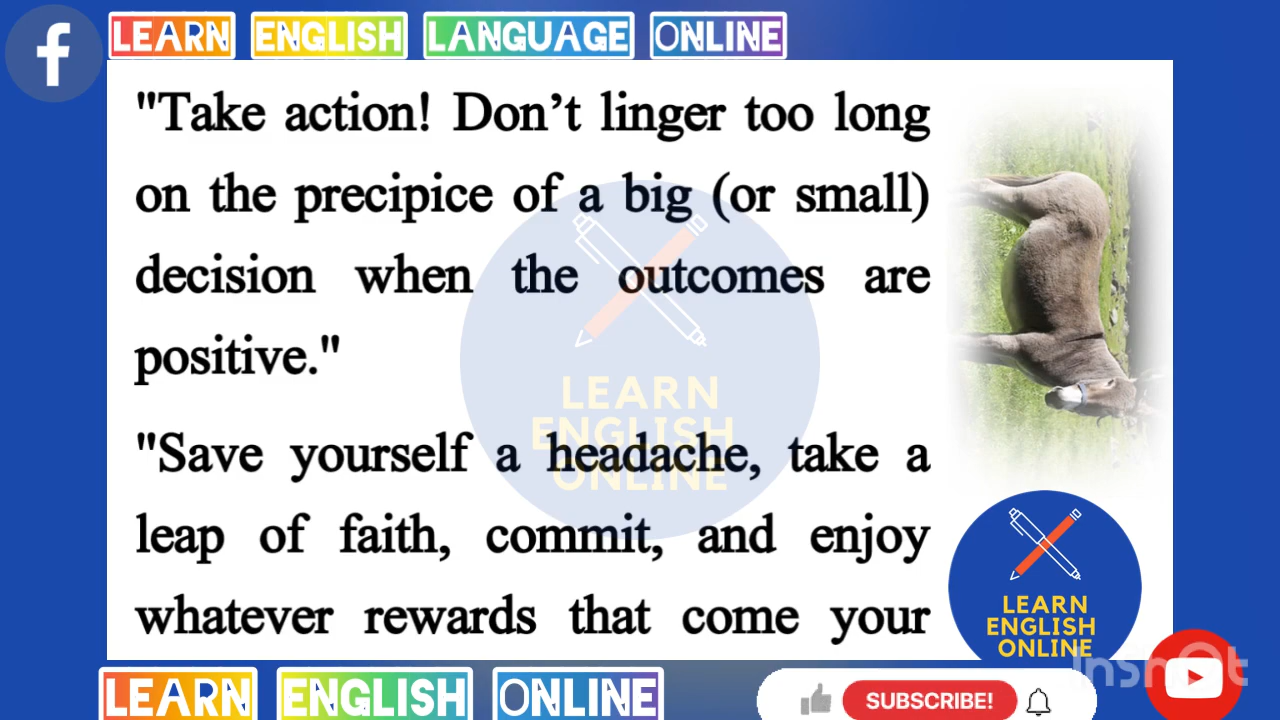 f
LEARN ENGLISH LANGUAGE ONLINE
"Take action! Don’t linger too long
on the precipice of a big (or small)
decision when the outcomes are
positive."
"Save yourself a headache, take a
leap of faith, commit, and enjoy
whatever rewards that come your
LEARN
ENGLISH
ONLINE
LEARN
ENGLISH
ONLINE
InShOt
LEARN ENGLISH ONLINE
SUBSCRIBE!